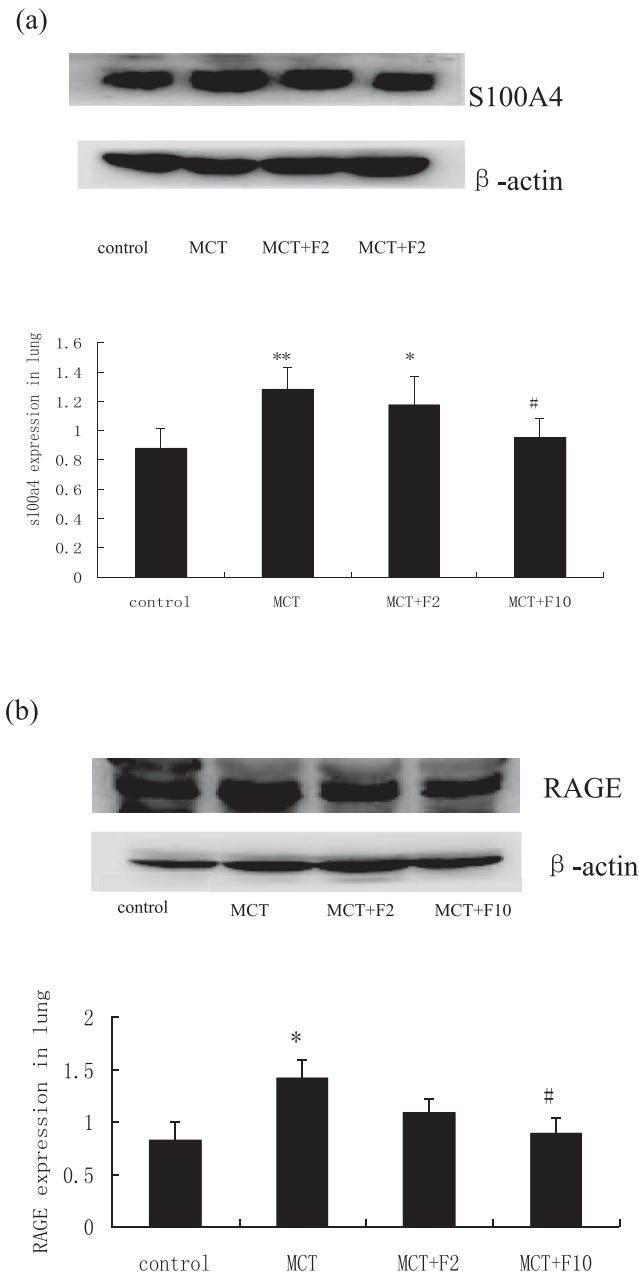 (a)
S100A4
β-actin
control MCT MCT+F2 MCT+F2
s100a4 expression in lung
1.6
1.4
1.2
1
0.8
0.6
0.4
0.2
0
** * #
control MCT MCT+F2 MCT+F10
(b)
RAGE
β-actin
control MCT MCT+F2 MCT+F10
RAGE expression in lung
2
1.5
1
0.5
0
* #
control MCT MCT+F2 MCT+F10